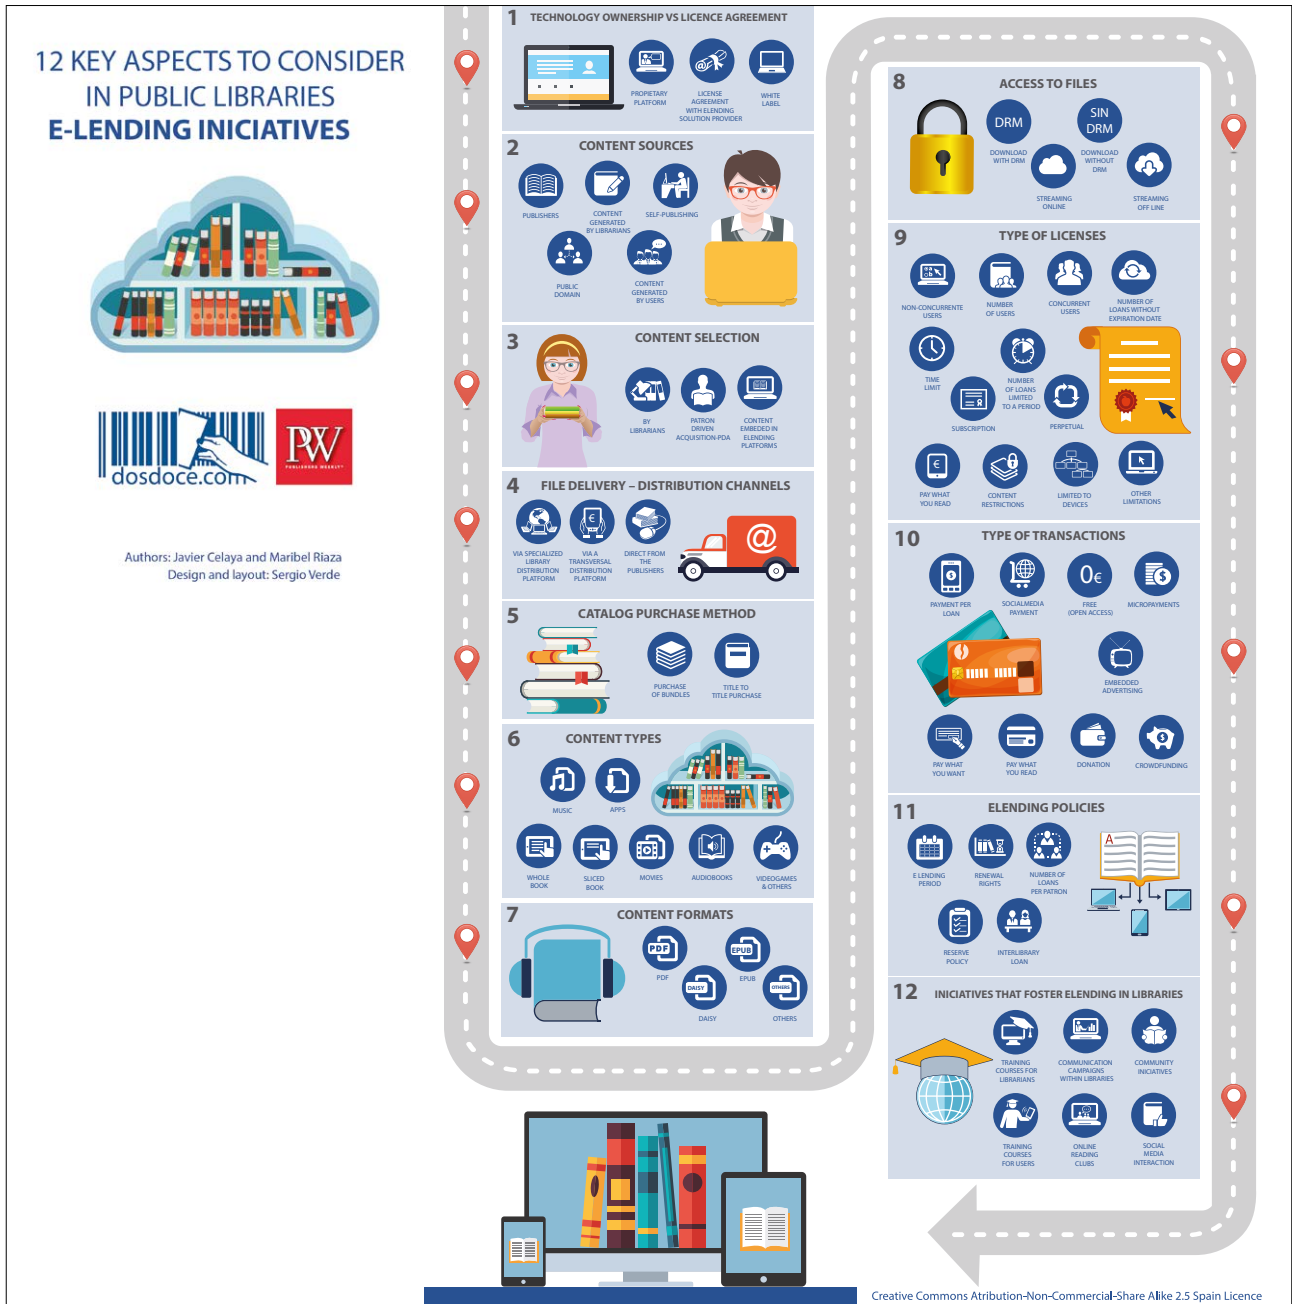 12 KEY ASPECTS TO CONSIDER
IN PUBLIC LIBRARIES
E-LENDING INICIATIVES
dosdoce.com
PW
PUBLISHERS WEEKLY
Authors: Javier Celaya and Maribel Riaza
Design and layout: Sergio Verde
1 TECHNOLOGY OWNERSHIP VS LICENCE AGREEMENT
PROPIETARY
PLATFORM
LICENSE
AGREEMENT
WITH ELENDING
SOLUTION PROVIDER
WHITE
LABEL
2 CONTENT SOURCES
PUBLISHERS
CONTENT
GENERATED
BY LIBRARIANS
SELF-PUBLISHING
PUBLIC
DOMAIN
CONTENT
GENERATED
BY USERS
3 CONTENT SELECTION
BY
LIBRARIANS
PATRON
DRIVEN
ACQUISITION-PDA
CONTENT
EMBEDED IN
ELENDING
PLATFORMS
4 FILE DELIVERY – DISTRIBUTION CHANNELS
€
@
VIA SPECIALIZED
LIBRARY
DISTRIBUTION
PLATFORM
VIA A
TRANSVERSAL
DISTRIBUTION
PLATFORM
DIRECT FROM
THE
PUBLISHERS
5 CATALOG PURCHASE METHOD
PURCHASE
OF BUNDLES
TITLE TO
TITLE PURCHASE
6 CONTENT TYPES
MUSIC
APPS
WHOLE
BOOK
SLICED
BOOK
MOVIES
AUDIOBOOKS
VIDEOGAMES
& OTHERS
7 CONTENT FORMATS
PDF
PDF
EPUB
EPUB
DAISY
DAISY
OTHERS
OTHERS
8 ACCESS TO FILES
DRM
DOWNLOAD
WITH DRM
SIN
DRM
DOWNLOAD
WITHOUT
DRM
STREAMING
ONLINE
STREAMING
OFF LINE
9 TYPE OF LICENSES
NON-CONCURRENTE
USERS
NUMBER
OF USERS
CONCURRENT
USERS
NUMBER OF
LOANS WITHOUT
EXPIRATION DATE
TIME
LIMIT
SUBSCRIPTION
NUMBER
OF LOANS
LIMITED
TO A PERIOD
PERPETUAL
€
PAY WHAT
YOU READ
CONTENT
RESTRICTIONS
LIMITED TO
DEVICES
OTHER
LIMITATIONS
10 TYPE OF TRANSACTIONS
$
PAYMENT PER
LOAN
SOCIALMEDIA
PAYMENT
0€
FREE
(OPEN ACCESS)
$
MICROPAYMENTS
EMBEDDED
ADVERTISING
PAY WHAT
YOU WANT
PAY WHAT
YOU READ
DONATION
$
CROWDFUNDING
11 ELENDING POLICIES
A
E LENDING
PERIOD
RENEWAL
RIGHTS
NUMBER OF
LOANS
PER PATRON
RESERVE
POLICY
INTERLIBRARY
LOAN
12 INICIATIVES THAT FOSTER ELENDING IN LIBRARIES
TRAINING
COURSES FOR
LIBRARIANS
COMMUNICATION
CAMPAIGNS
WITHIN LIBRARIES
COMMUNITY
INICIATIVES
TRAINING
COURSES
FOR USERS
ONLINE
READING
CLUBS
SOCIAL
MEDIA
INTERACTION
Creative Commons Atribution-Non-Commercial-Share Alike 2.5 Spain Licence